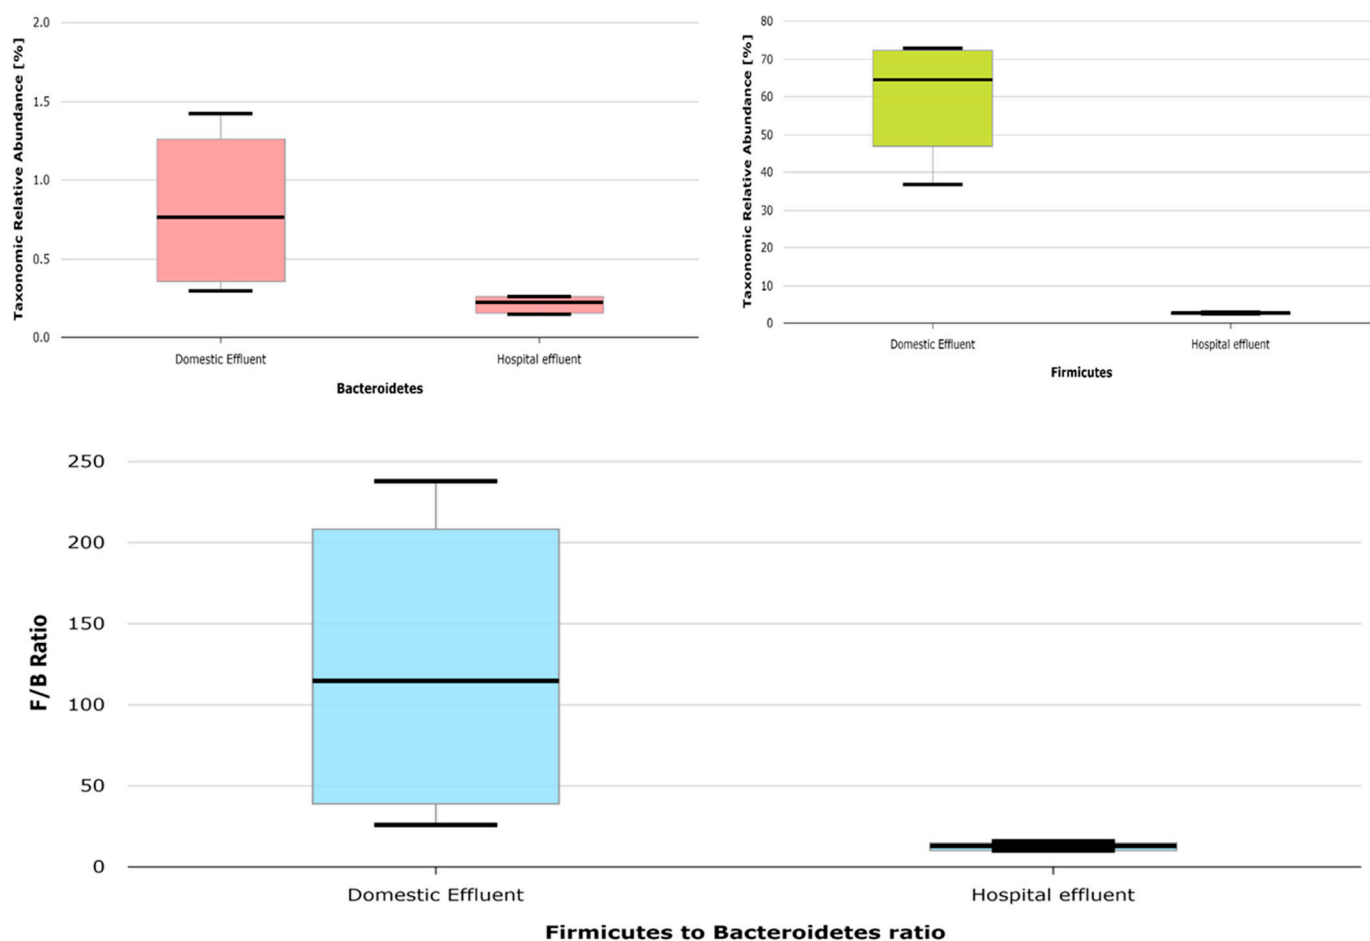 Taxonomic Relative Abundance [%]
2.0
1.5
1.0
0.5
0.0
Domestic Effluent
Hospital effluent
Bacteroidetes
Taxonomic Relative Abundance [%]
80
70
60
50
40
30
20
10
0
Domestic Effluent
Hospital effluent
Firmicutes
F/B Ratio
250
200
150
100
50
0
Domestic Effluent
Hospital effluent
Firmicutes to Bacteroidetes ratio